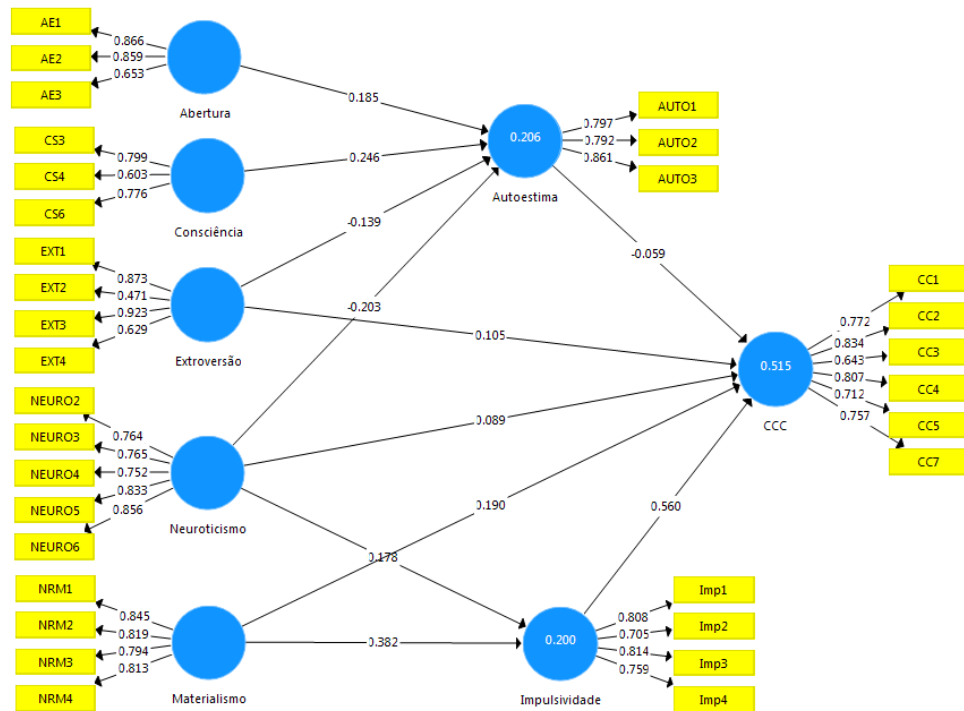 AE1
AE2
AE3
0.866
0.859
0.653
Abertura
CS3
CS4
CS6
0.799
0.603
0.776
Consciência
EXT1
EXT2
EXT3
EXT4
0.873
0.471
0.923
0.629
Extroversão
NEURO2
NEURO3
NEURO4
NEURO5
NEURO6
0.764
0.765
0.752
0.833
0.856
Neuroticismo
NRM1
NRM2
NRM3
NRM4
0.845
0.819
0.794
0.813
Materialismo
0.185
0.246
-0.139
-0.203
0.105
0.089
0.190
0.178
0.382
0.206
Autoestima
0.797
0.792
0.861
AUTO1
AUTO2
AUTO3
-0.059
0.560
0.200
Impulsividade
0.808
0.705
0.814
0.759
Imp1
Imp2
Imp3
Imp4
0.515
CCC
0.772
0.834
0.643
0.807
0.712
0.757
CC1
CC2
CC3
CC4
CC5
CC7